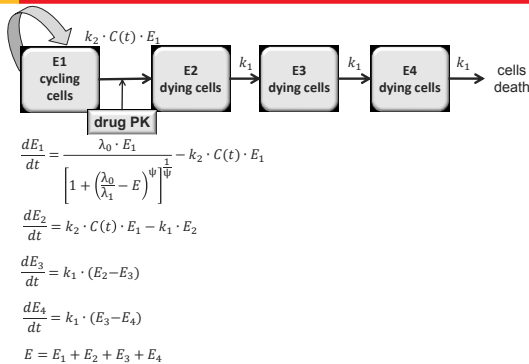 k₂ · C(t) · E₁
E1
cycling
cells
E2
dying cells
k₁
E3
dying cells
k₁
E4
dying cells
k₁
cells
death
drug PK
dE₁/dt = λ₀ · E₁ / [1 + (λ₀/λ₁ − E)^ψ]^(1/ψ) − k₂ · C(t) · E₁
dE₂/dt = k₂ · C(t) · E₁ − k₁ · E₂
dE₃/dt = k₁ · (E₂−E₃)
dE₄/dt = k₁ · (E₃−E₄)
E = E₁ + E₂ + E₃ + E₄